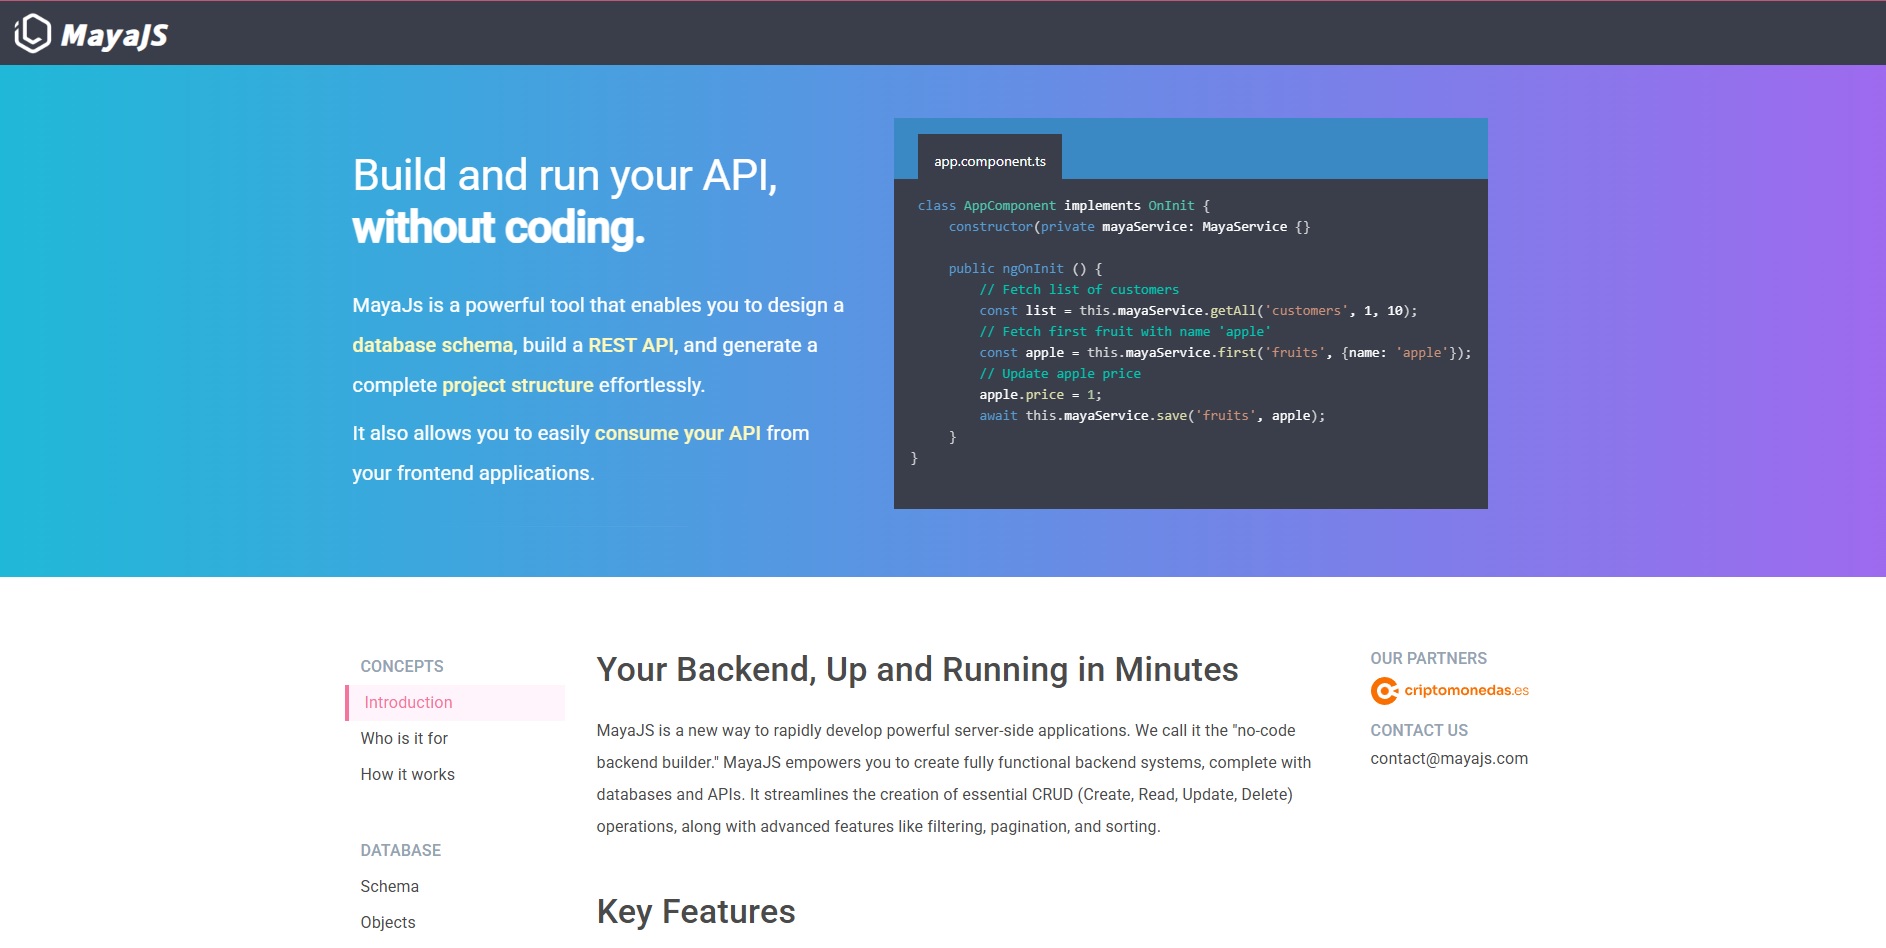 MayaJS
Build and run your API,
without coding.
MayaJs is a powerful tool that enables you to design a
database schema, build a REST API, and generate a
complete project structure effortlessly.
It also allows you to easily consume your API from
your frontend applications.
app.component.ts
class AppComponent implements OnInit {
    constructor(private mayaService: MayaService {}
    public ngOnInit () {
        // Fetch list of customers
        const list = this.mayaService.getAll('customers', 1, 10);
        // Fetch first fruit with name 'apple'
        const apple = this.mayaService.first('fruits', {name: 'apple'});
        // Update apple price
        apple.price = 1;
        await this.mayaService.save('fruits', apple);
    }
}
CONCEPTS
Introduction
Who is it for
How it works
DATABASE
Schema
Objects
Your Backend, Up and Running in Minutes
MayaJS is a new way to rapidly develop powerful server-side applications. We call it the "no-code
backend builder." MayaJS empowers you to create fully functional backend systems, complete with
databases and APIs. It streamlines the creation of essential CRUD (Create, Read, Update, Delete)
operations, along with advanced features like filtering, pagination, and sorting.
Key Features
OUR PARTNERS
criptomonedas.es
CONTACT US
contact@mayajs.com